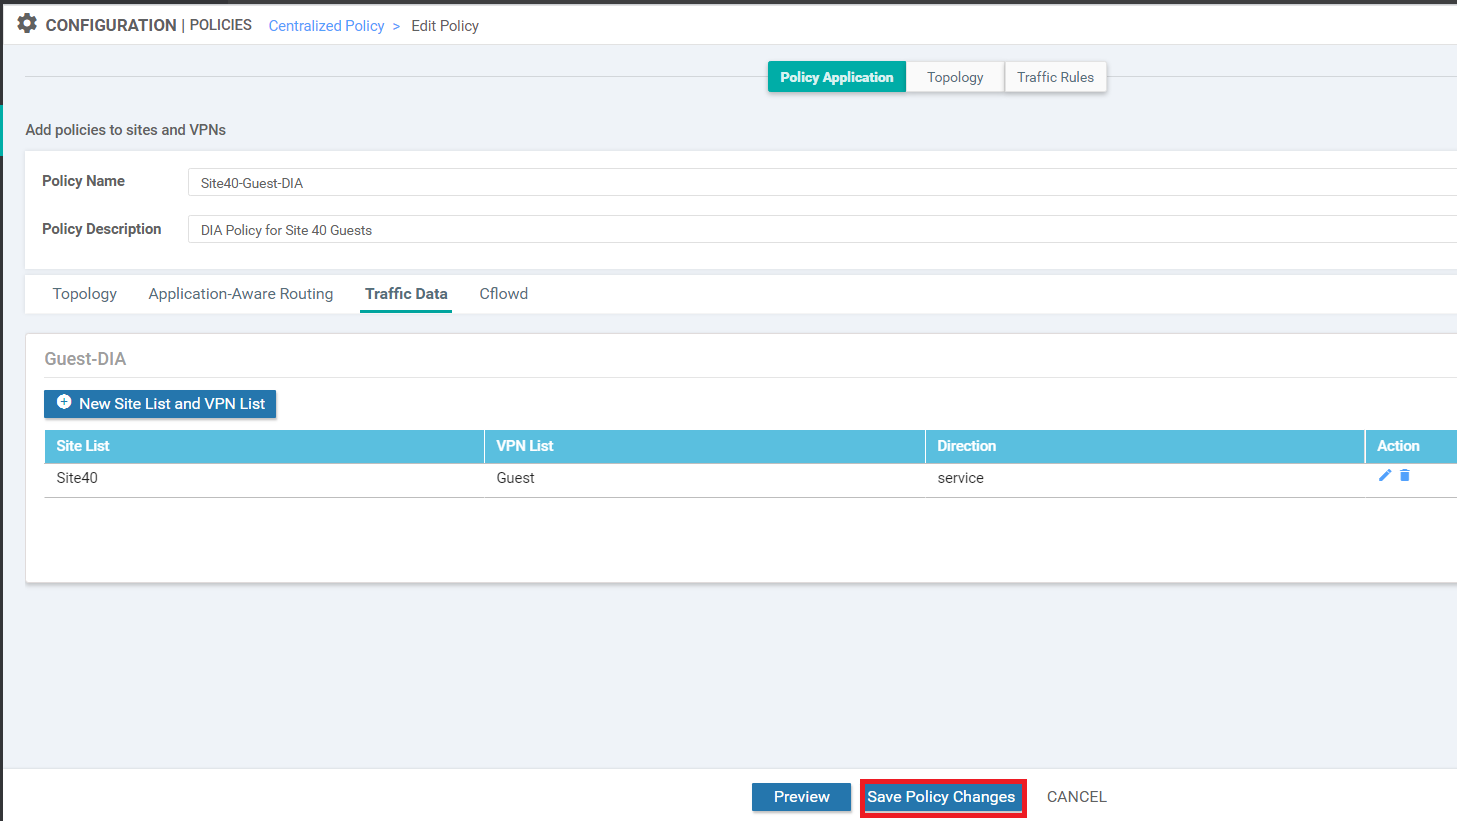 CONFIGURATION | POLICIES Centralized Policy > Edit Policy
Policy Application Topology Traffic Rules
Add policies to sites and VPNs
Policy Name Site40-Guest-DIA
Policy Description DIA Policy for Site 40 Guests
Topology Application-Aware Routing Traffic Data Cflowd
Guest-DIA
New Site List and VPN List
Site List VPN List Direction Action
Site40 Guest service
Preview Save Policy Changes CANCEL